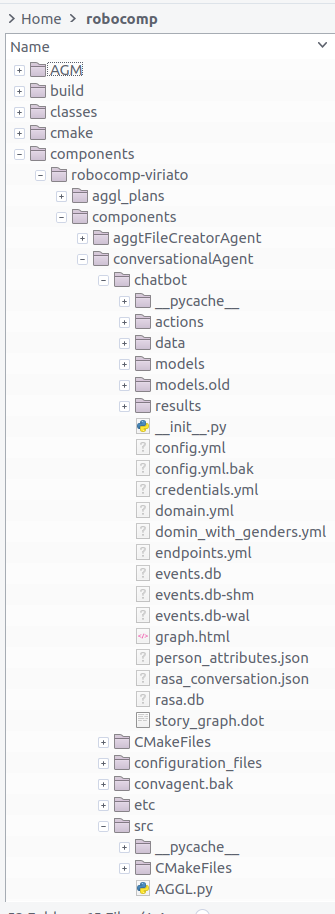 Home > robocomp
Name
AGM
build
classes
cmake
components
robocomp-viriato
aggl_plans
components
aggtFileCreatorAgent
conversationalAgent
chatbot
__pycache__
actions
data
models
models.old
results
__init__.py
config.yml
config.yml.bak
credentials.yml
domain.yml
domin_with_genders.yml
endpoints.yml
events.db
events.db-shm
events.db-wal
graph.html
person_attributes.json
rasa_conversation.json
rasa.db
story_graph.dot
CMakeFiles
configuration_files
convagent.bak
etc
src
__pycache__
CMakeFiles
AGGL.py